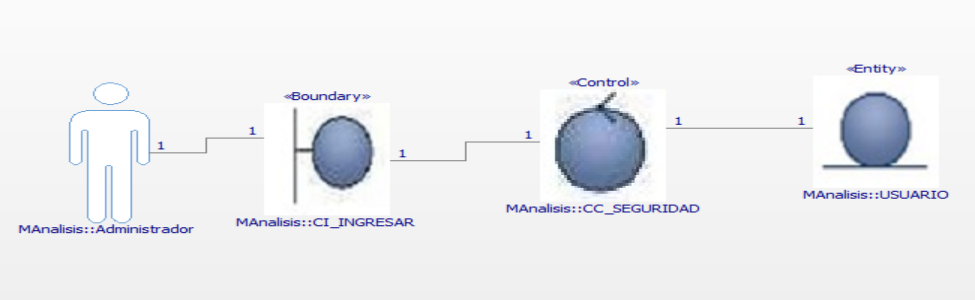 «Entity»
«Control»
«Boundary»
1 1
1 1
1 1
MAnalisis::Administrador
MAnalisis::CI_INGRESAR
MAnalisis::CC_SEGURIDAD
MAnalisis::USUARIO